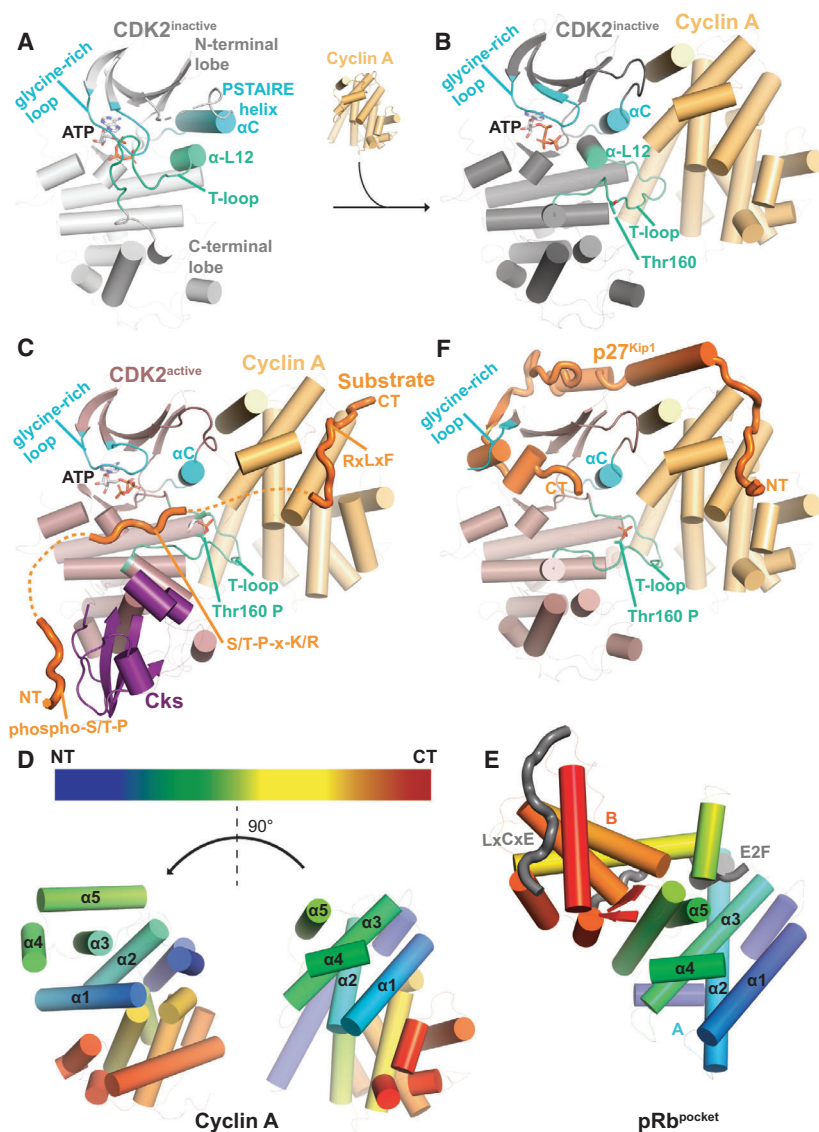 A
CDK2inactive
N-terminal
lobe
glycine-rich
loop
PSTAIRE
helix
αC
ATP
α-L12
T-loop
C-terminal
lobe
Cyclin A
B
CDK2inactive
Cyclin A
glycine-rich
loop
ATP
αC
α-L12
T-loop
Thr160
C
CDK2active
Cyclin A
Substrate
CT
glycine-rich
loop
RxLxF
ATP
αC
T-loop
Thr160 P
S/T-P-x-K/R
NT
Cks
phospho-S/T-P
F
p27Kip1
glycine-rich
loop
αC
CT
NT
T-loop
Thr160 P
D
NT
CT
90°
α5
α4
α3
α2
α1
α5
α3
α4
α2
α1
Cyclin A
E
LxCxE
B
E2F
α5
α3
α4
α2
α1
A
pRbpocket